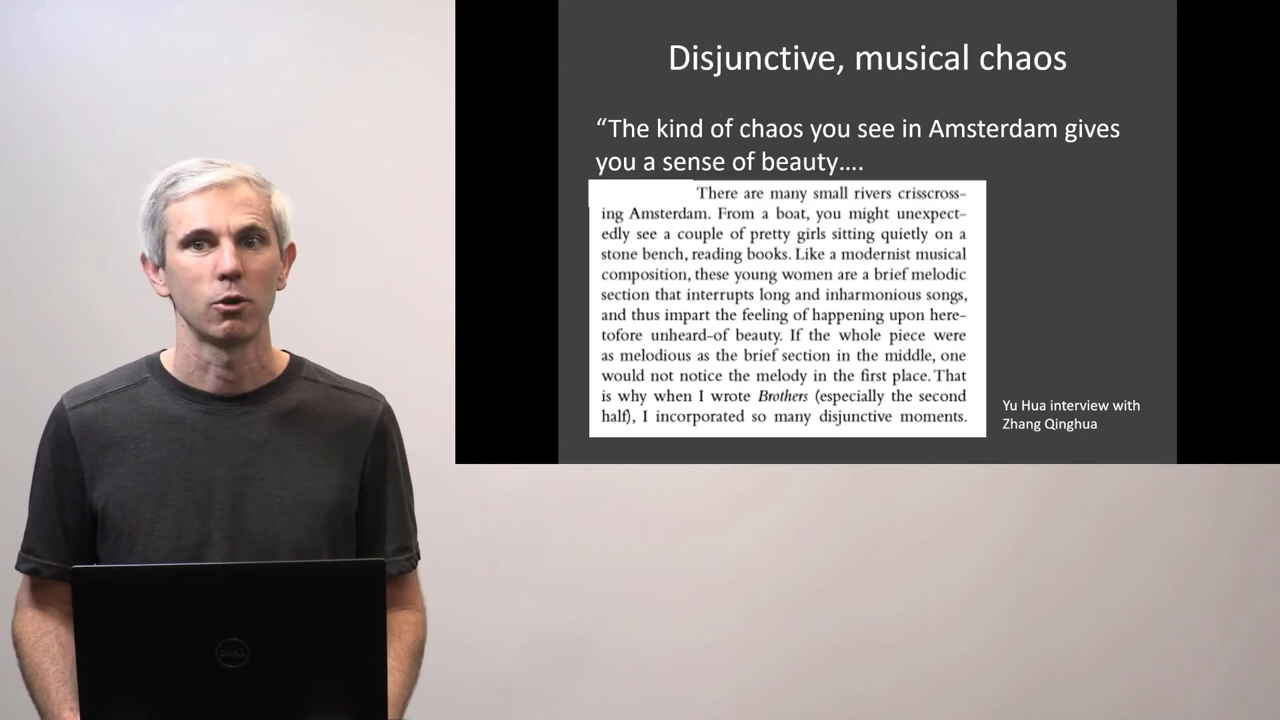 Disjunctive, musical chaos
“The kind of chaos you see in Amsterdam gives
you a sense of beauty….
There are many small rivers crisscross-
ing Amsterdam. From a boat, you might unexpect-
edly see a couple of pretty girls sitting quietly on a
stone bench, reading books. Like a modernist musical
composition, these young women are a brief melodic
section that interrupts long and inharmonious songs,
and thus impart the feeling of happening upon here-
tofore unheard-of beauty. If the whole piece were
as melodious as the brief section in the middle, one
would not notice the melody in the first place. That
is why when I wrote Brothers (especially the second
half), I incorporated so many disjunctive moments.
Yu Hua interview with
Zhang Qinghua
DELL